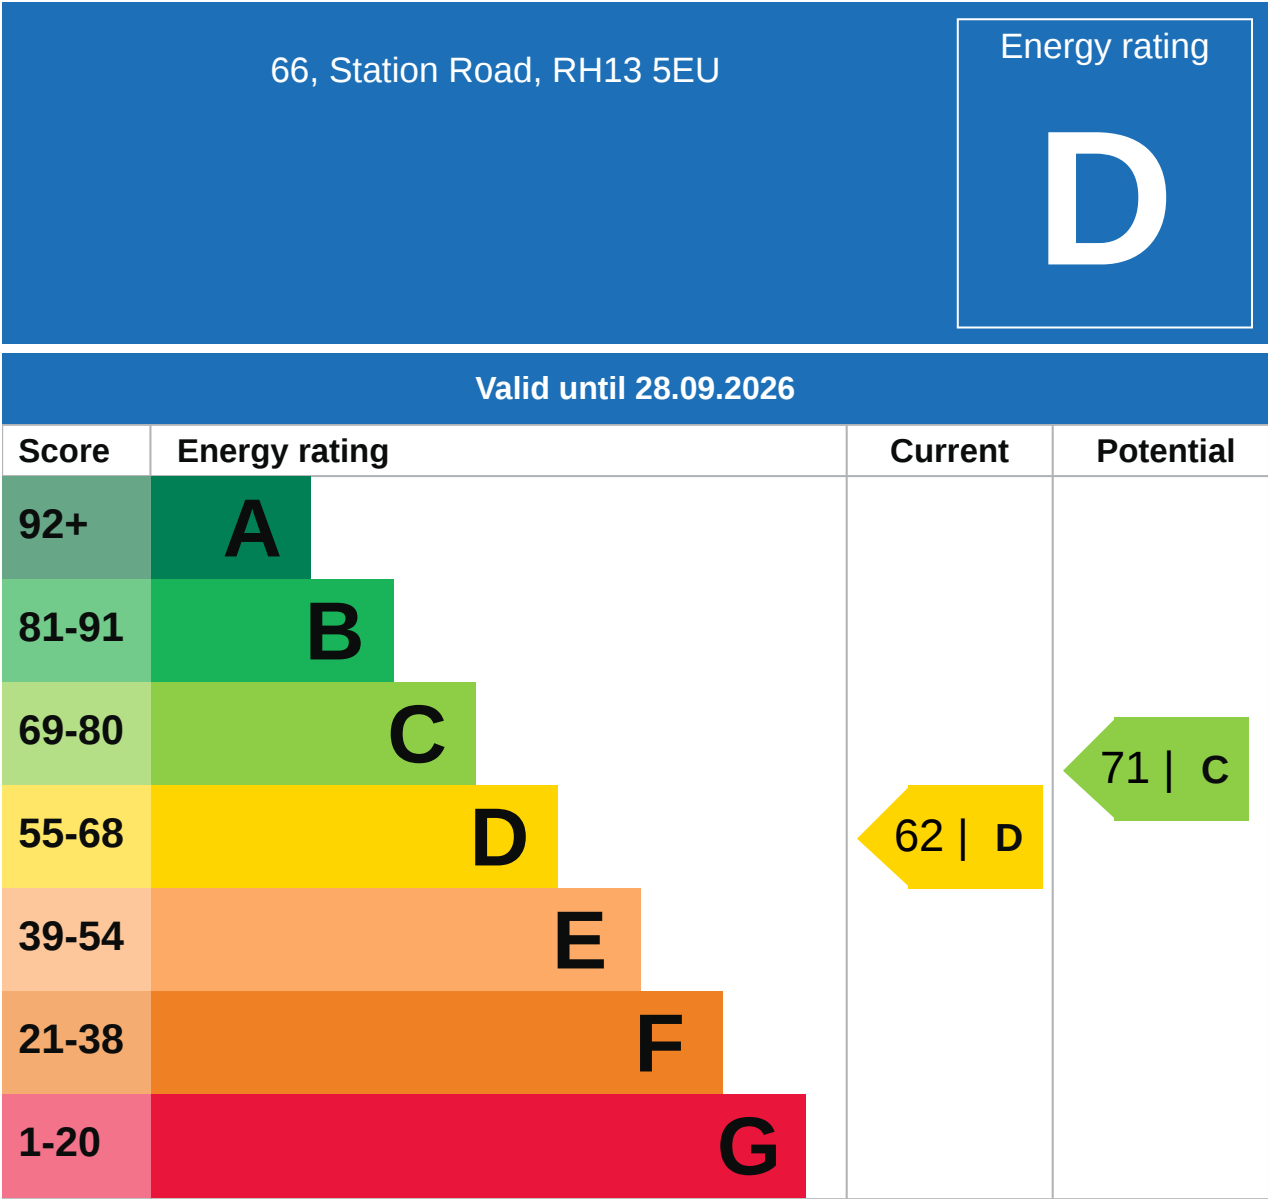 66, Station Road, RH13 5EU
Energy rating
D
Valid until 28.09.2026
Score Energy rating Current Potential
92+ A
81-91 B
69-80 C
71 | C
55-68 D
62 | D
39-54 E
21-38 F
1-20 G